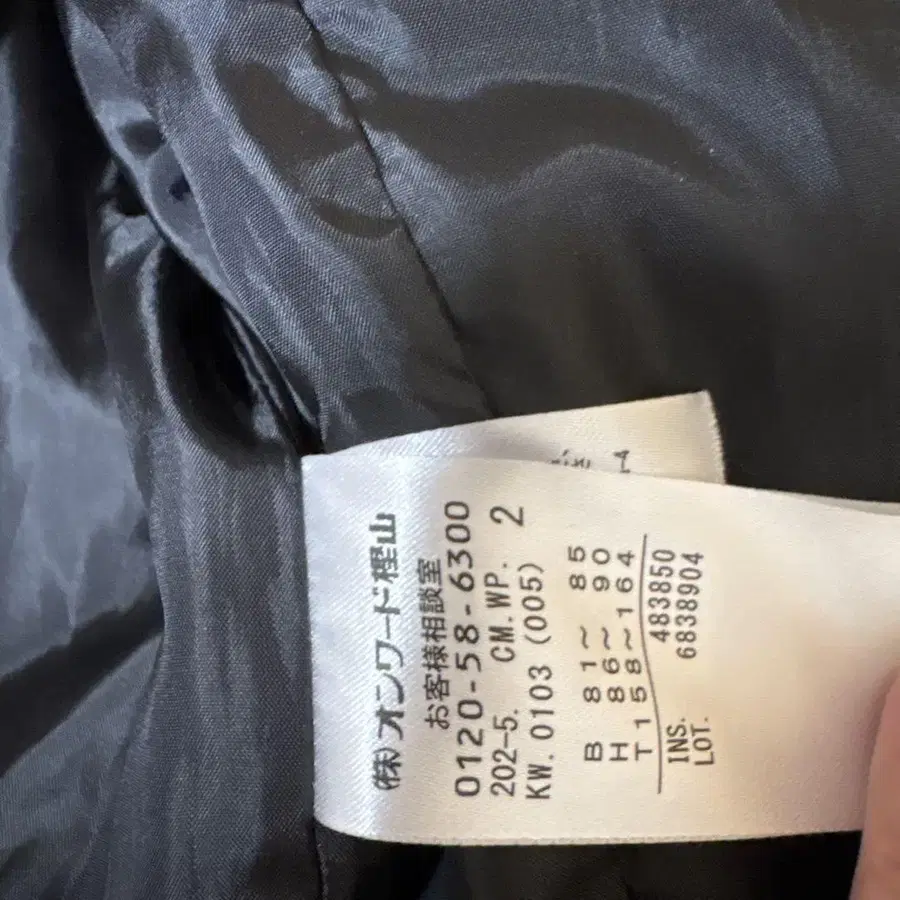 ㈱オンワード樫山
お客様相談室
0120-58-6300
202-5. CM.WP. 2
KW.0103(005)
B 81~85
H 86~90
T158~164
INS. 483850
LOT. 6838904